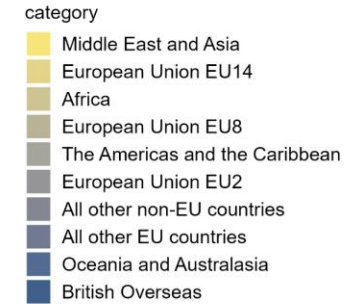 category
Middle East and Asia
European Union EU14
Africa
European Union EU8
The Americas and the Caribbean
European Union EU2
All other non-EU countries
All other EU countries
Oceania and Australasia
British Overseas